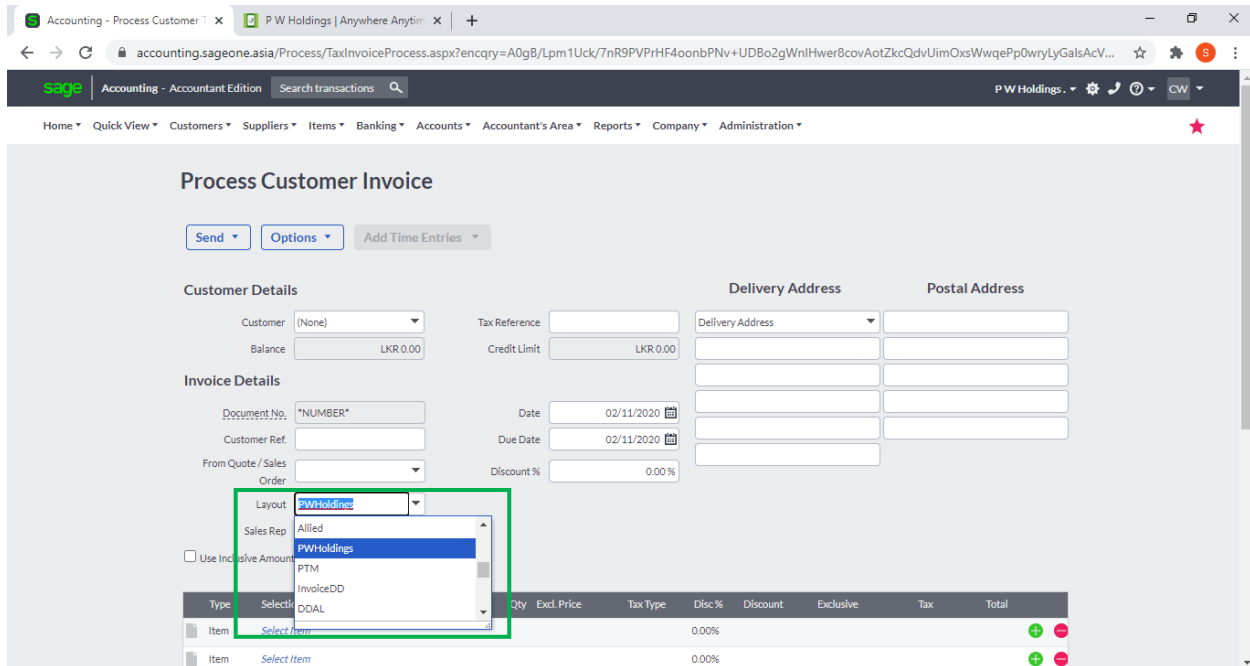 Accounting - Process Customer T
P W Holdings | Anywhere Anytim
accounting.sageone.asia/Process/TaxInvoiceProcess.aspx?encqry=A0gB/Lpm1Uck/7nR9PVPrHF4oonbPNv+UDBo2gWnlHwer8covAotZkcQdvUimOxsWwqePp0wryLyGalsAcV...
S
sage Accounting - Accountant Edition Search transactions P W Holdings . CW
Home Quick View Customers Suppliers Items Banking Accounts Accountant's Area Reports Company Administration
Process Customer Invoice
Send Options Add Time Entries
Customer Details Delivery Address Postal Address
Customer (None) Tax Reference Delivery Address
Balance LKR 0.00 Credit Limit LKR 0.00
Invoice Details
Document No. *NUMBER* Date 02/11/2020
Customer Ref. Due Date 02/11/2020
From Quote / Sales
Order Discount % 0.00 %
Layout PWHoldings
Sales Rep Allied
PWHoldings
Use Inclusive Amount
PTM
InvoiceDD
DDAL
Type Selectio Qty Excl. Price Tax Type Disc % Discount Exclusive Tax Total
Item Select Item 0.00%
Item Select Item 0.00%